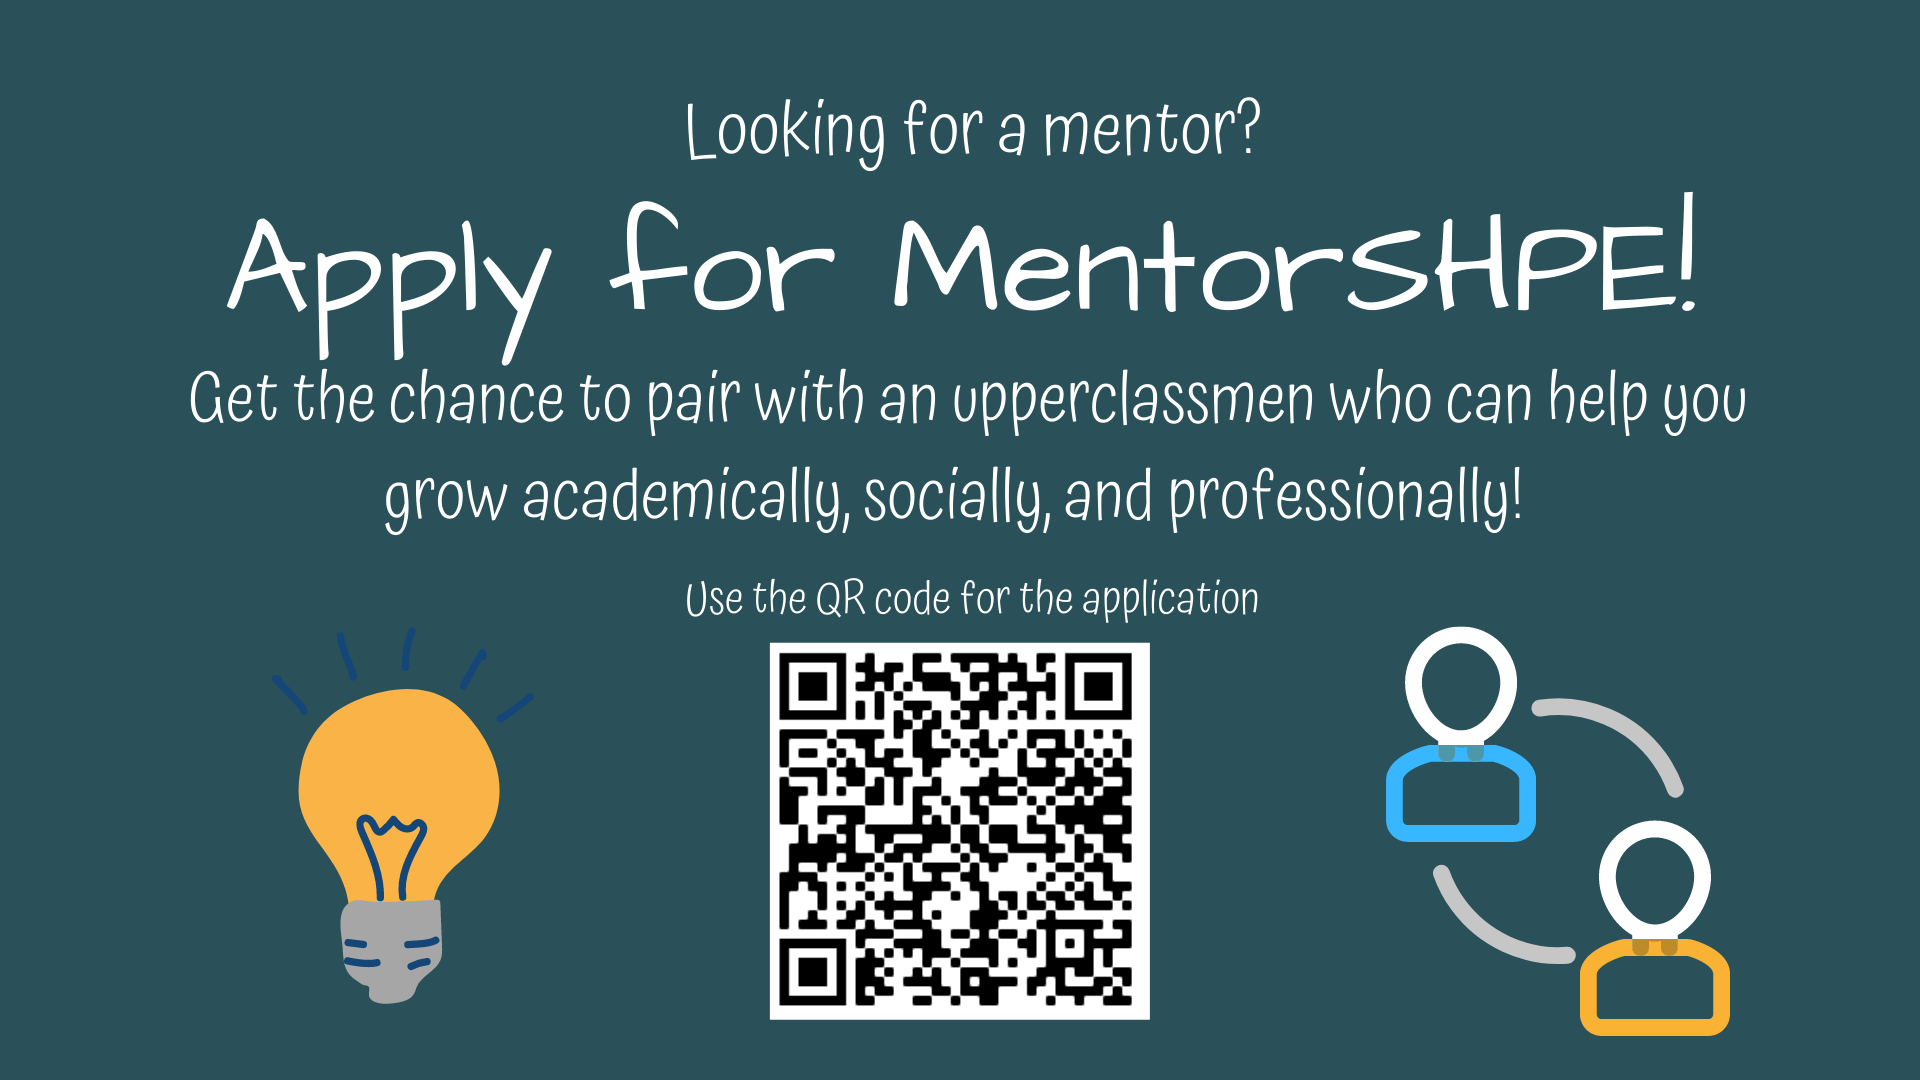 Looking for a mentor?
Apply for MentorSHPE!
Get the chance to pair with an upperclassmen who can help you
grow academically, socially, and professionally!
Use the QR code for the application